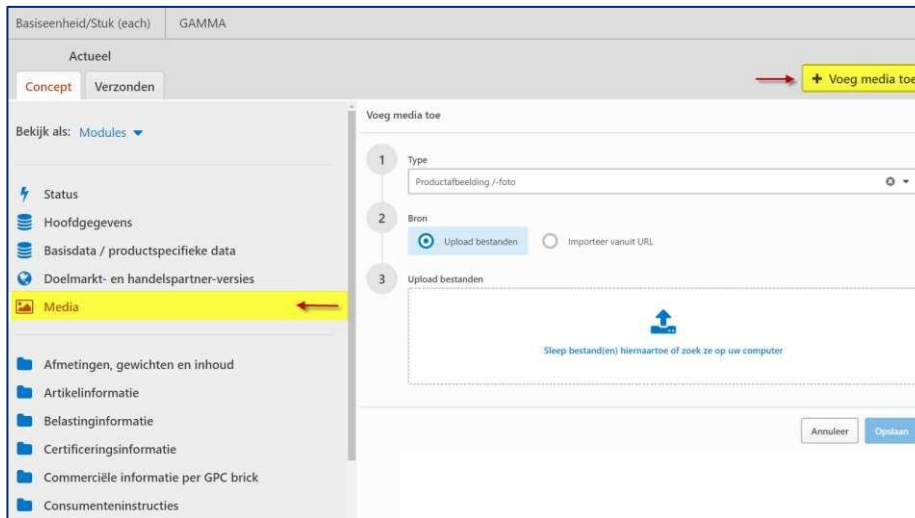 Basiseenheid/Stuk (each) GAMMA
Actueel
Concept Verzonden
+ Voeg media toe
Bekijk als: Modules
Status
Hoofdgegevens
Basisdata / productspecifieke data
Doelmarkt- en handelspartner-versies
Media
Afmetingen, gewichten en inhoud
Artikelinformatie
Belastinginformatie
Certificeringsinformatie
Commerciële informatie per GPC brick
Consumenteninstructies
Voeg media toe
1 Type
Productafbeelding /-foto
2 Bron
Upload bestanden Importeer vanuit URL
3 Upload bestanden
Sleep bestand(en) hiernaartoe of zoek ze op uw computer
Annuleer Opslaan